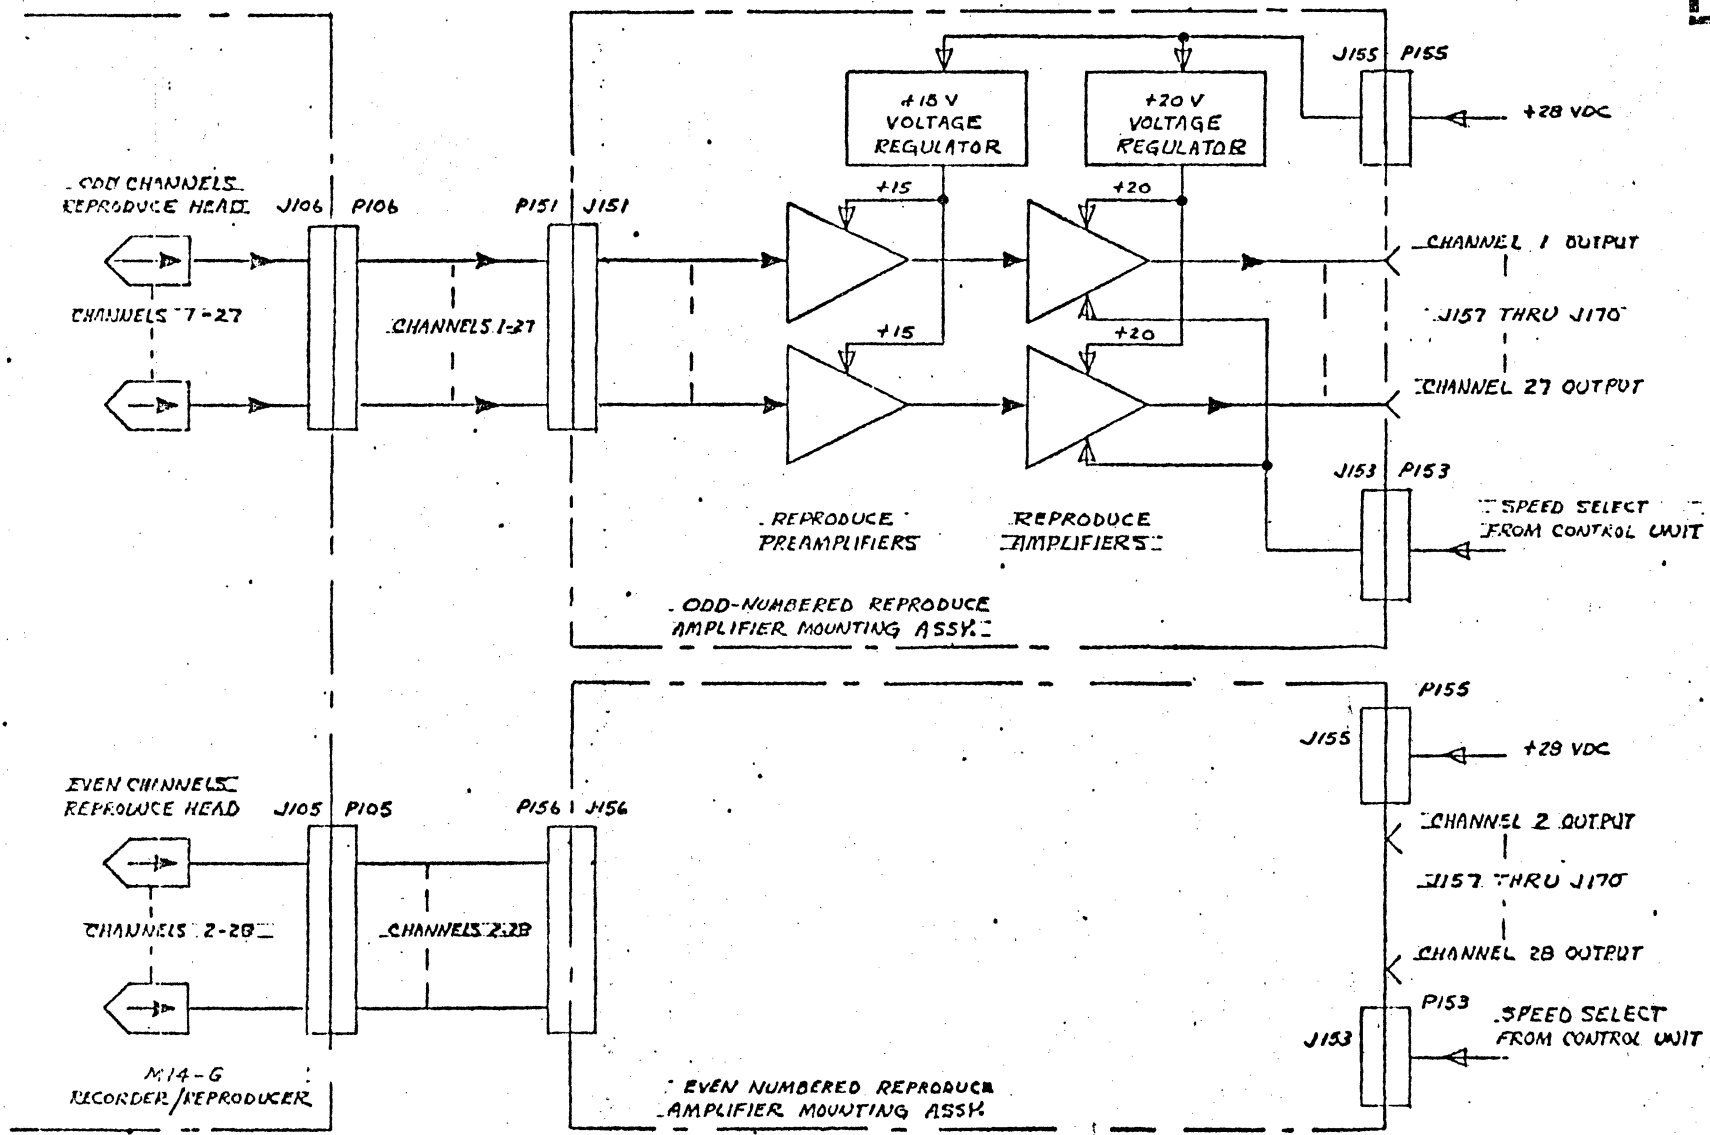 J155 P155
+15 V
VOLTAGE
REGULATOR
+20 V
VOLTAGE
REGULATOR
+28 VDC
ODD CHANNELS
REPRODUCE HEAD
J106 P106
P151 J151
+15
+20
CHANNEL 1 OUTPUT
CHANNELS 1-27
CHANNELS 1-27
J157 THRU J170
+15
+20
CHANNEL 27 OUTPUT
J153 P153
REPRODUCE
PREAMPLIFIERS
REPRODUCE
AMPLIFIERS
SPEED SELECT
FROM CONTROL UNIT
ODD-NUMBERED REPRODUCE
AMPLIFIER MOUNTING ASSY.
P155
J155
+28 VDC
EVEN CHANNELS
REPRODUCE HEAD
J105 P105
P156 J156
CHANNEL 2 OUTPUT
J157 THRU J170
CHANNELS 2-28
CHANNELS 2-28
CHANNEL 28 OUTPUT
P153
J153
SPEED SELECT
FROM CONTROL UNIT
M14-G
RECORDER/REPRODUCER
EVEN NUMBERED REPRODUCE
AMPLIFIER MOUNTING ASSY.